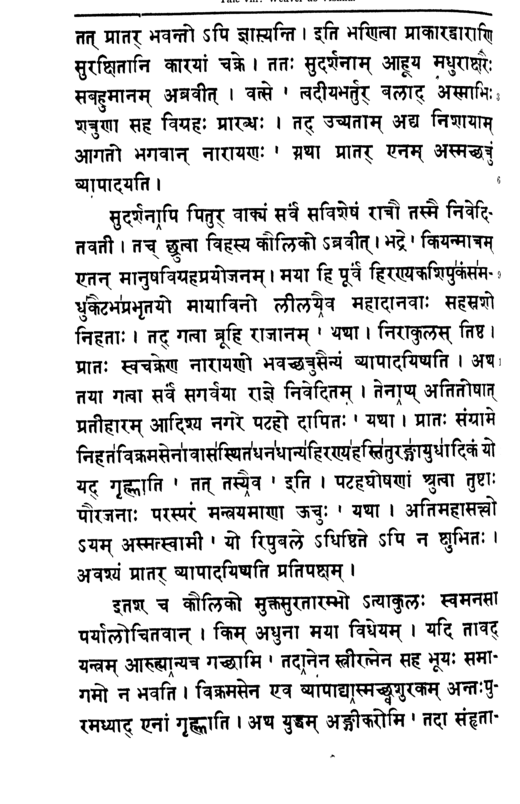 तत् प्रातर् भवन्तो ऽपि ज्ञास्यन्ति । इति भणित्वा प्राकारद्वाराणि
सुरक्षितानि कारयां चक्रे । ततः सुदर्शनाम् आहूय मधुराक्षरैः
सबहुमानम् अब्रवीत् । वत्से ' त्वदीयभर्तुर् बलाद् अस्माभिः 3
शत्रुणा सह विग्रहः प्रारब्धः । तद् उच्यताम् अद्य निशायाम्
आगतो भगवान् नारायणः ' यथा प्रातर् एनम् अस्मच्छत्रुं
व्यापादयति । 6
सुदर्शनापि पितुर् वाक्यं सर्वं सविशेषं रात्रौ तस्मै निवेदि-
तवती । तच् छ्रुत्वा विहस्य कौलिको ऽब्रवीत् । भद्रे ' कियन्मात्रम्
एतन् मानुषविग्रहप्रयोजनम् । मया हि पूर्वं हिरण्यकशिपुकंसम- 9
धुकैटभप्रभृतयो मायाविनो लीलयैव महादानवाः सहस्रशो
निहताः । तद् गत्वा ब्रूहि राजानम् ' यथा । निराकुलस् तिष्ठ ।
प्रातः स्वचक्रेण नारायणो भवच्छत्रुसैन्यं व्यापादयिष्यति । अथ
तया गत्वा सर्वं सगर्वया राज्ञे निवेदितम् । तेनाप्य् अतितोषात्
प्रतीहारम् आदिश्य नगरे पटहो दापितः ' यथा । प्रातः संग्रामे
निहतविक्रमसेनावासस्थितधनधान्यहिरण्यहस्तितुरङ्गायुधादिकं यो
यद् गृह्णाति ' तत् तस्यैव ' इति । पटहघोषणां श्रुत्वा तुष्टाः
पौरजनाः परस्परं मन्त्रयमाणा ऊचुः ' यथा । अतिमहासत्त्वो
ऽयम् अस्मत्स्वामी ' यो रिपुबले ऽधिष्ठिते ऽपि न क्षुभितः ।
अवश्यं प्रातर् व्यापादयिष्यति प्रतिपक्षम् ।
इतश् च कौलिको मुक्तसुरतारम्भो ऽत्याकुलः स्वमनसा
पर्यालोचितवान् । किम् अधुना मया विधेयम् । यदि तावद्
यन्त्रम् आरुह्यान्यत्र गच्छामि ' तदानेन स्त्रीरत्नेन सह भूयः समा-
गमो न भवति । विक्रमसेन एव व्यापाद्यास्मच्छ्वशुरकम् अन्तःपु-
रमध्याद् एनां गृह्णाति । अथ युद्धम् अङ्गीकरोमि ' तदा संहृता-